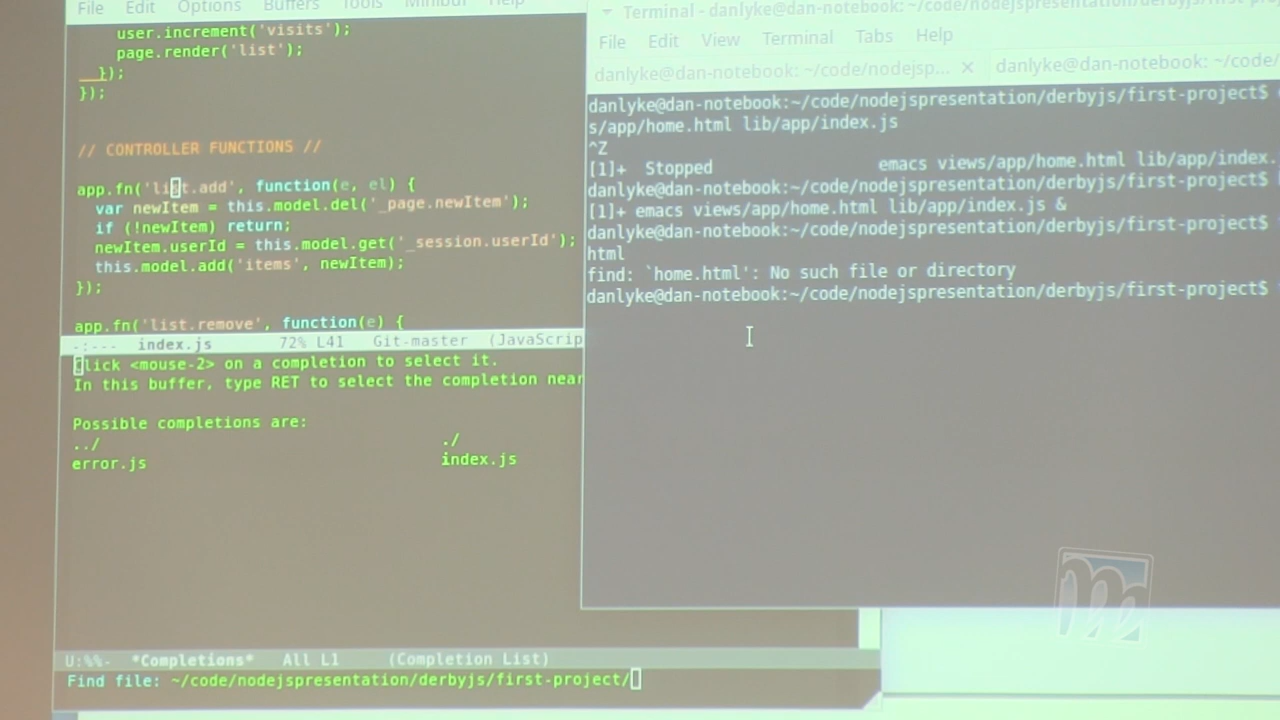 File Edit Options Buffers Tools Minibuf Help
user.increment('visits');
page.render('list');
});
});
// CONTROLLER FUNCTIONS //
app.fn('list.add', function(e, el) {
var newItem = this.model.del('_page.newItem');
if (!newItem) return;
newItem.userId = this.model.get('_session.userId');
this.model.add('items', newItem);
});
app.fn('list.remove', function(e) {
-:--- index.js 72% L41 Git-master (JavaScrip
Click <mouse-2> on a completion to select it.
In this buffer, type RET to select the completion near
Possible completions are:
../ ./
error.js index.js
U:%%- *Completions* All L1 (Completion List)
Find file: ~/code/nodejspresentation/derbyjs/first-project/
Terminal - danlyke@dan-notebook: ~/code/nodejspresentation/derbyjs/first-proj
File Edit View Terminal Tabs Help
danlyke@dan-notebook: ~/code/nodejsp... × danlyke@dan-notebook: ~/code/
danlyke@dan-notebook:~/code/nodejspresentation/derbyjs/first-project$
s/app/home.html lib/app/index.js
^Z
[1]+ Stopped emacs views/app/home.html lib/app/index.
danlyke@dan-notebook:~/code/nodejspresentation/derbyjs/first-project$
[1]+ emacs views/app/home.html lib/app/index.js &
danlyke@dan-notebook:~/code/nodejspresentation/derbyjs/first-project$
html
find: `home.html': No such file or directory
danlyke@dan-notebook:~/code/nodejspresentation/derbyjs/first-project$